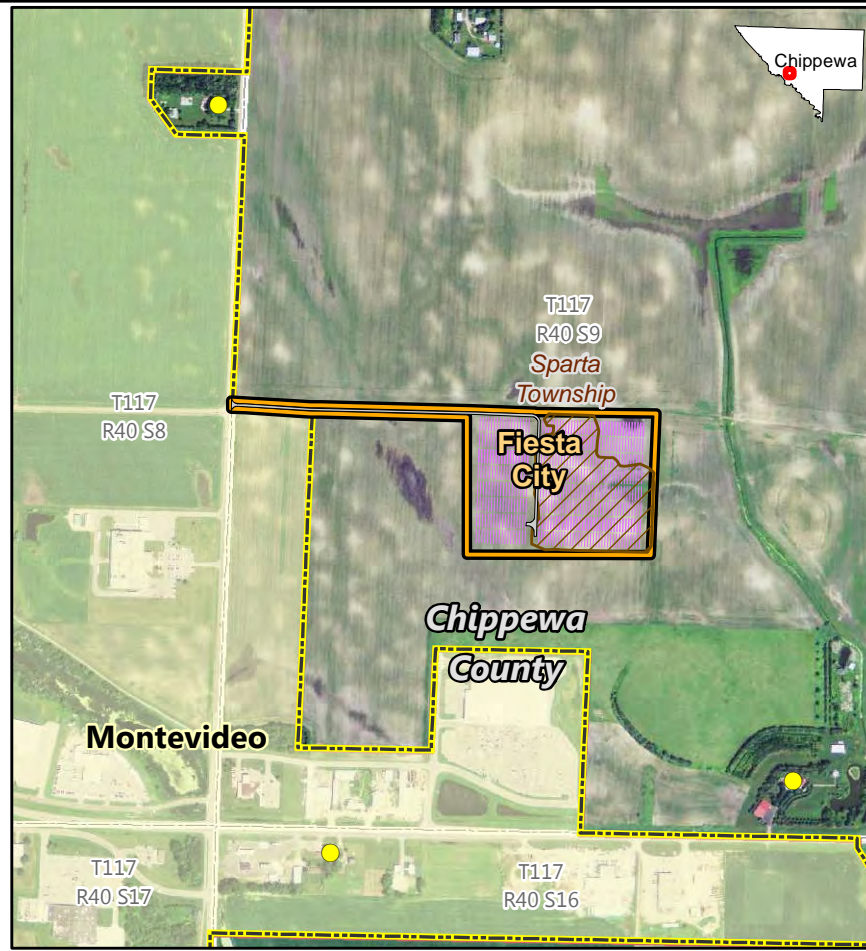 Chippewa
T117
R40 S9
Sparta
Township
T117
R40 S8
Fiesta
City
Chippewa
County
Montevideo
T117
R40 S17
T117
R40 S16